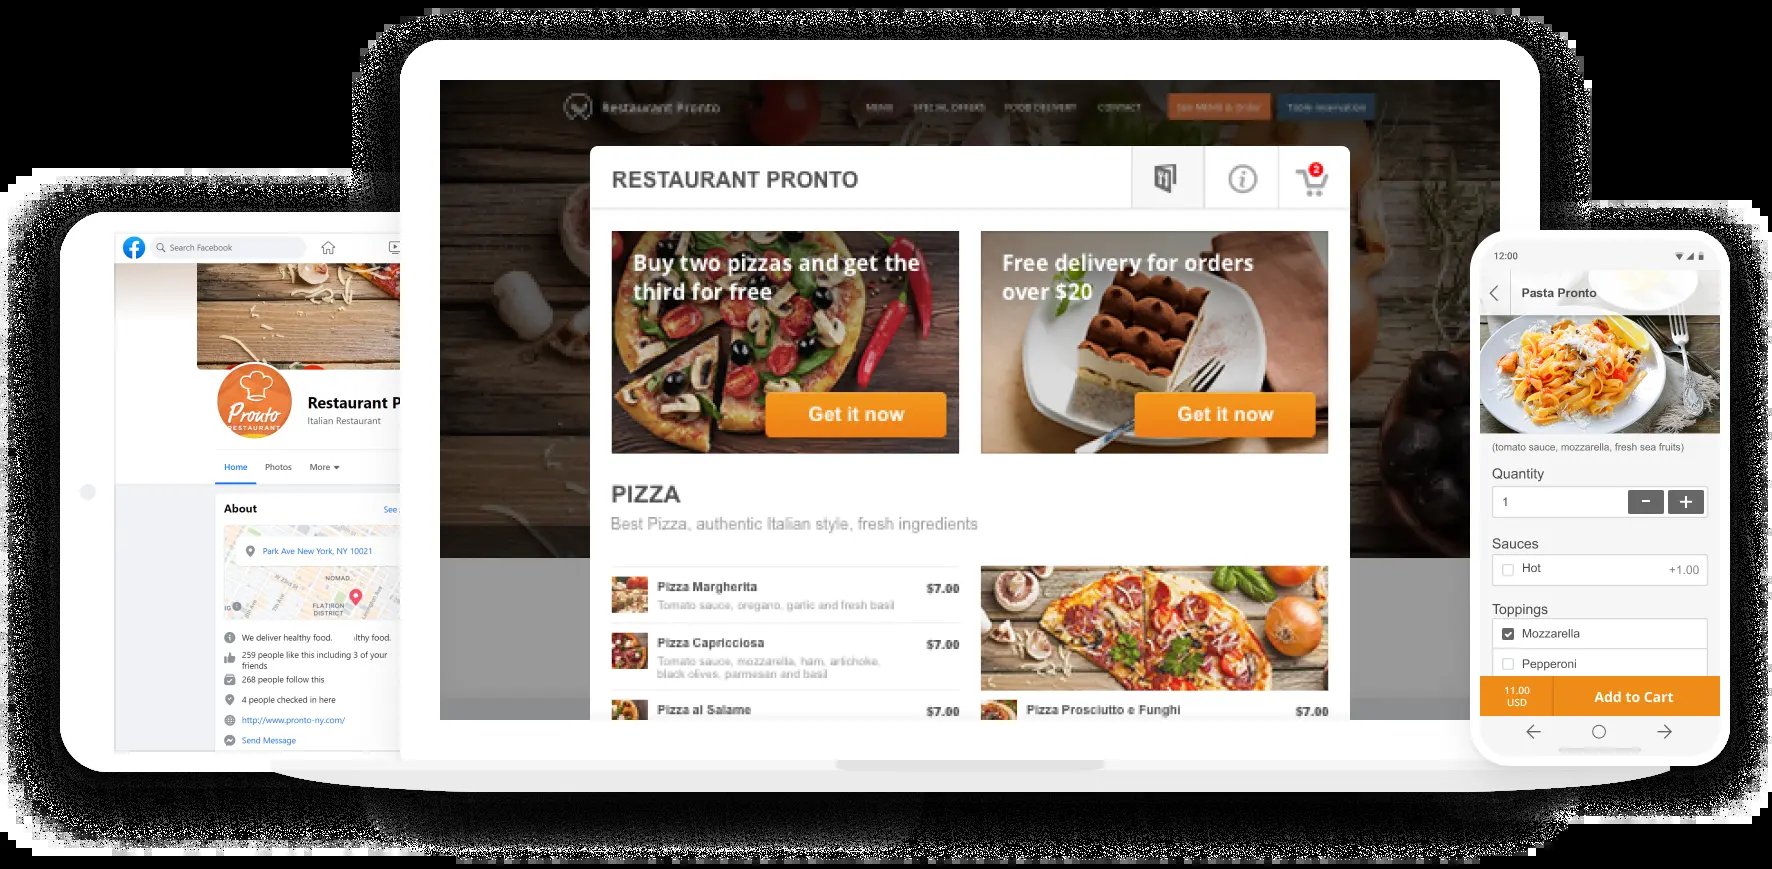 Search Facebook
Pronto
RESTAURANT
Restaurant P
Italian Restaurant
Home Photos More
About
See
Park Ave New York, NY 10021
NOMAD
FLATIRON
DISTRICT
We deliver healthy food. lthy food.
259 people like this including 3 of your
friends
268 people follow this
4 people checked in here
http://www.pronto-ny.com/
Send Message
Restaurant Pronto
MENU SPECIAL OFFERS FOOD DELIVERY CONTACT See MENU & Order Table Reservation
RESTAURANT PRONTO
2
Buy two pizzas and get the
third for free
Get it now
Free delivery for orders
over $20
Get it now
PIZZA
Best Pizza, authentic Italian style, fresh ingredients
Pizza Margherita $7.00
Tomato sauce, oregano, garlic and fresh basil
Pizza Capricciosa $7.00
Tomato sauce, mozzarella, ham, artichoke,
black olives, parmesan and basil
Pizza al Salame $7.00
Pizza Prosciutto e Funghi $7.00
12:00
Pasta Pronto
(tomato sauce, mozzarella, fresh sea fruits)
Quantity
1 - +
Sauces
Hot +1.00
Toppings
Mozzarella
Pepperoni
11.00
USD
Add to Cart